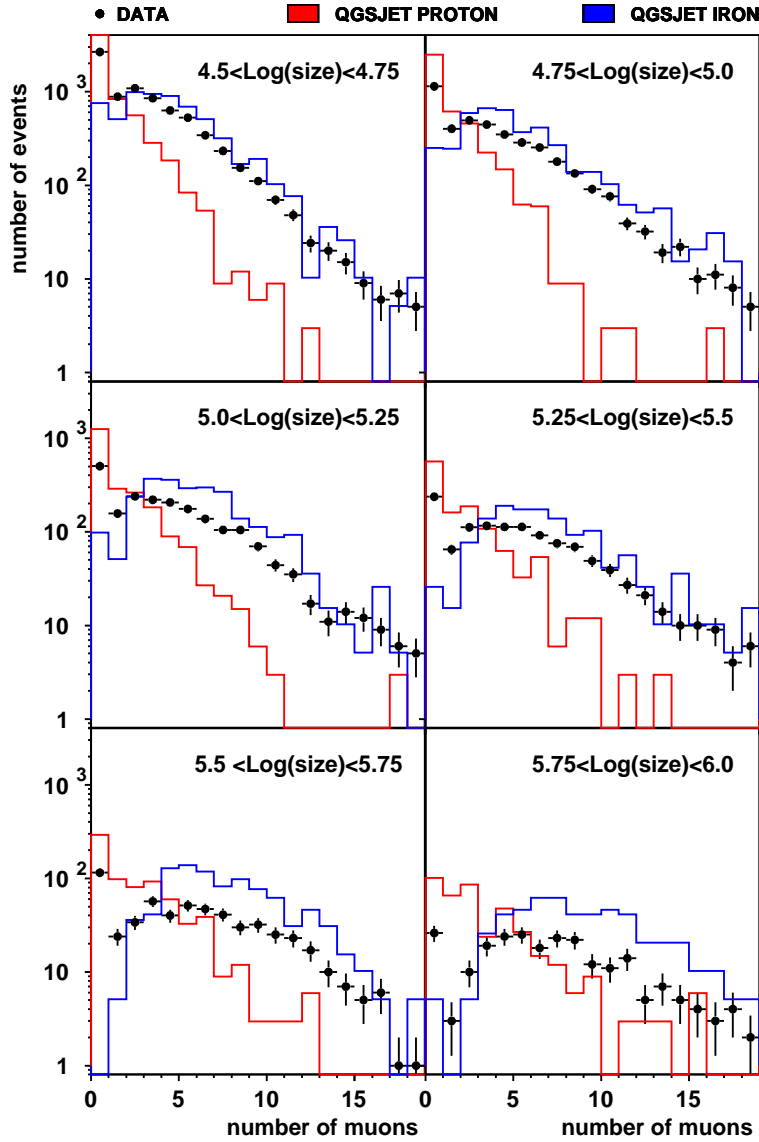 DATA QGSJET PROTON QGSJET IRON
number of events
4.5<Log(size)<4.75
4.75<Log(size)<5.0
10 3
10 2
10
1
5.0<Log(size)<5.25
5.25<Log(size)<5.5
10 3
10 2
10
1
5.5 <Log(size)<5.75
5.75<Log(size)<6.0
10 3
10 2
10
1
0 5 10 15 0 5 10 15
number of muons number of muons